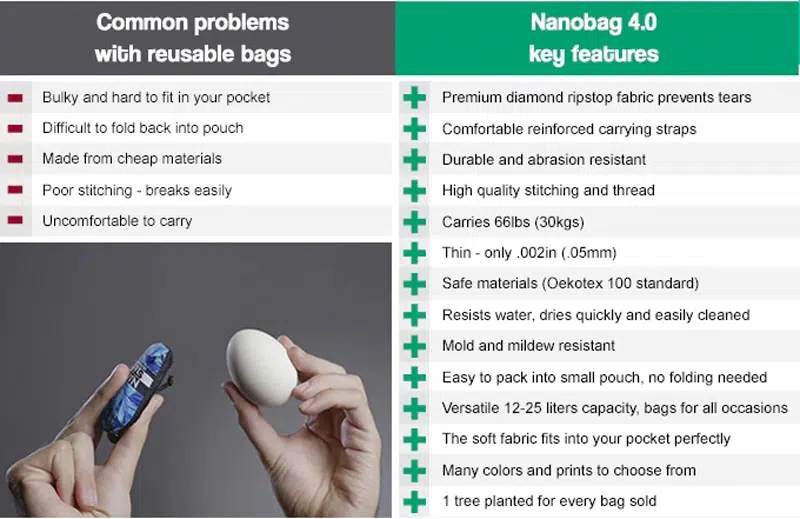 Common problems
with reusable bags
Bulky and hard to fit in your pocket
Difficult to fold back into pouch
Made from cheap materials
Poor stitching - breaks easily
Uncomfortable to carry
Nanobag 4.0
key features
Premium diamond ripstop fabric prevents tears
Comfortable reinforced carrying straps
Durable and abrasion resistant
High quality stitching and thread
Carries 66lbs (30kgs)
Thin - only .002in (.05mm)
Safe materials (Oekotex 100 standard)
Resists water, dries quickly and easily cleaned
Mold and mildew resistant
Easy to pack into small pouch, no folding needed
Versatile 12-25 liters capacity, bags for all occasions
The soft fabric fits into your pocket perfectly
Many colors and prints to choose from
1 tree planted for every bag sold